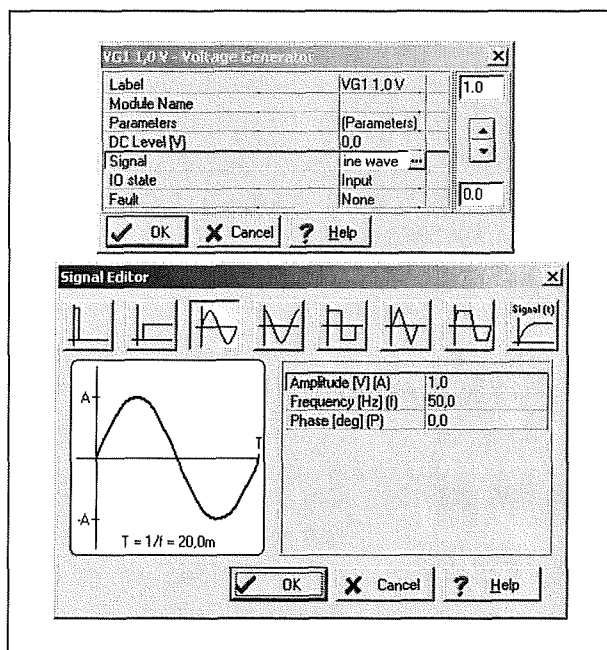 VG1 1,0 V - Voltage Generator
Label VG1 1,0 V 1.0
Module Name
Parameters (Parameters)
DC Level [V] 0,0
Signal ine wave ...
IO state Input
Fault None 0.0
OK Cancel ? Help
Signal Editor
Signal (t)
Amplitude [V] (A) 1,0
Frequency [Hz] (f) 50,0
Phase [deg] (P) 0,0
A
T
-A
T = 1/f = 20,0m
OK Cancel ? Help